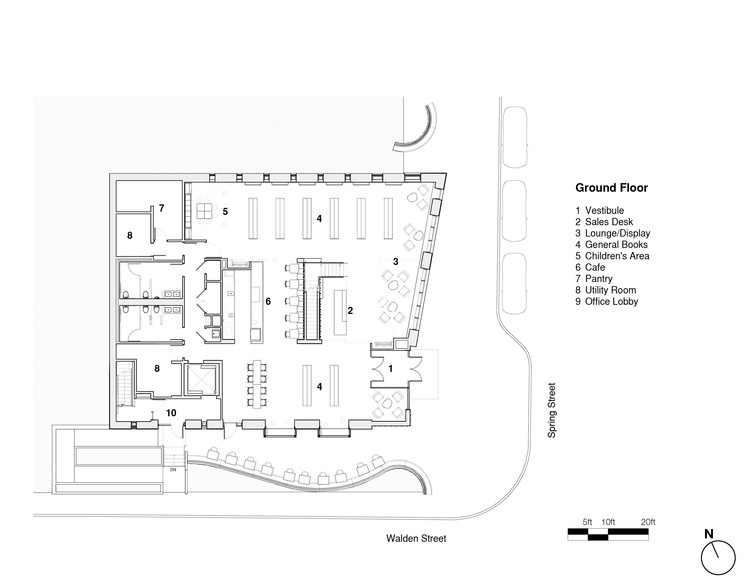 Ground Floor
1 Vestibule
2 Sales Desk
3 Lounge/Display
4 General Books
5 Children's Area
6 Cafe
7 Pantry
8 Utility Room
9 Office Lobby
7
5
4
8
3
6
2
8
1
4
10
DN
Spring Street
Walden Street
5ft 10ft 20ft
N